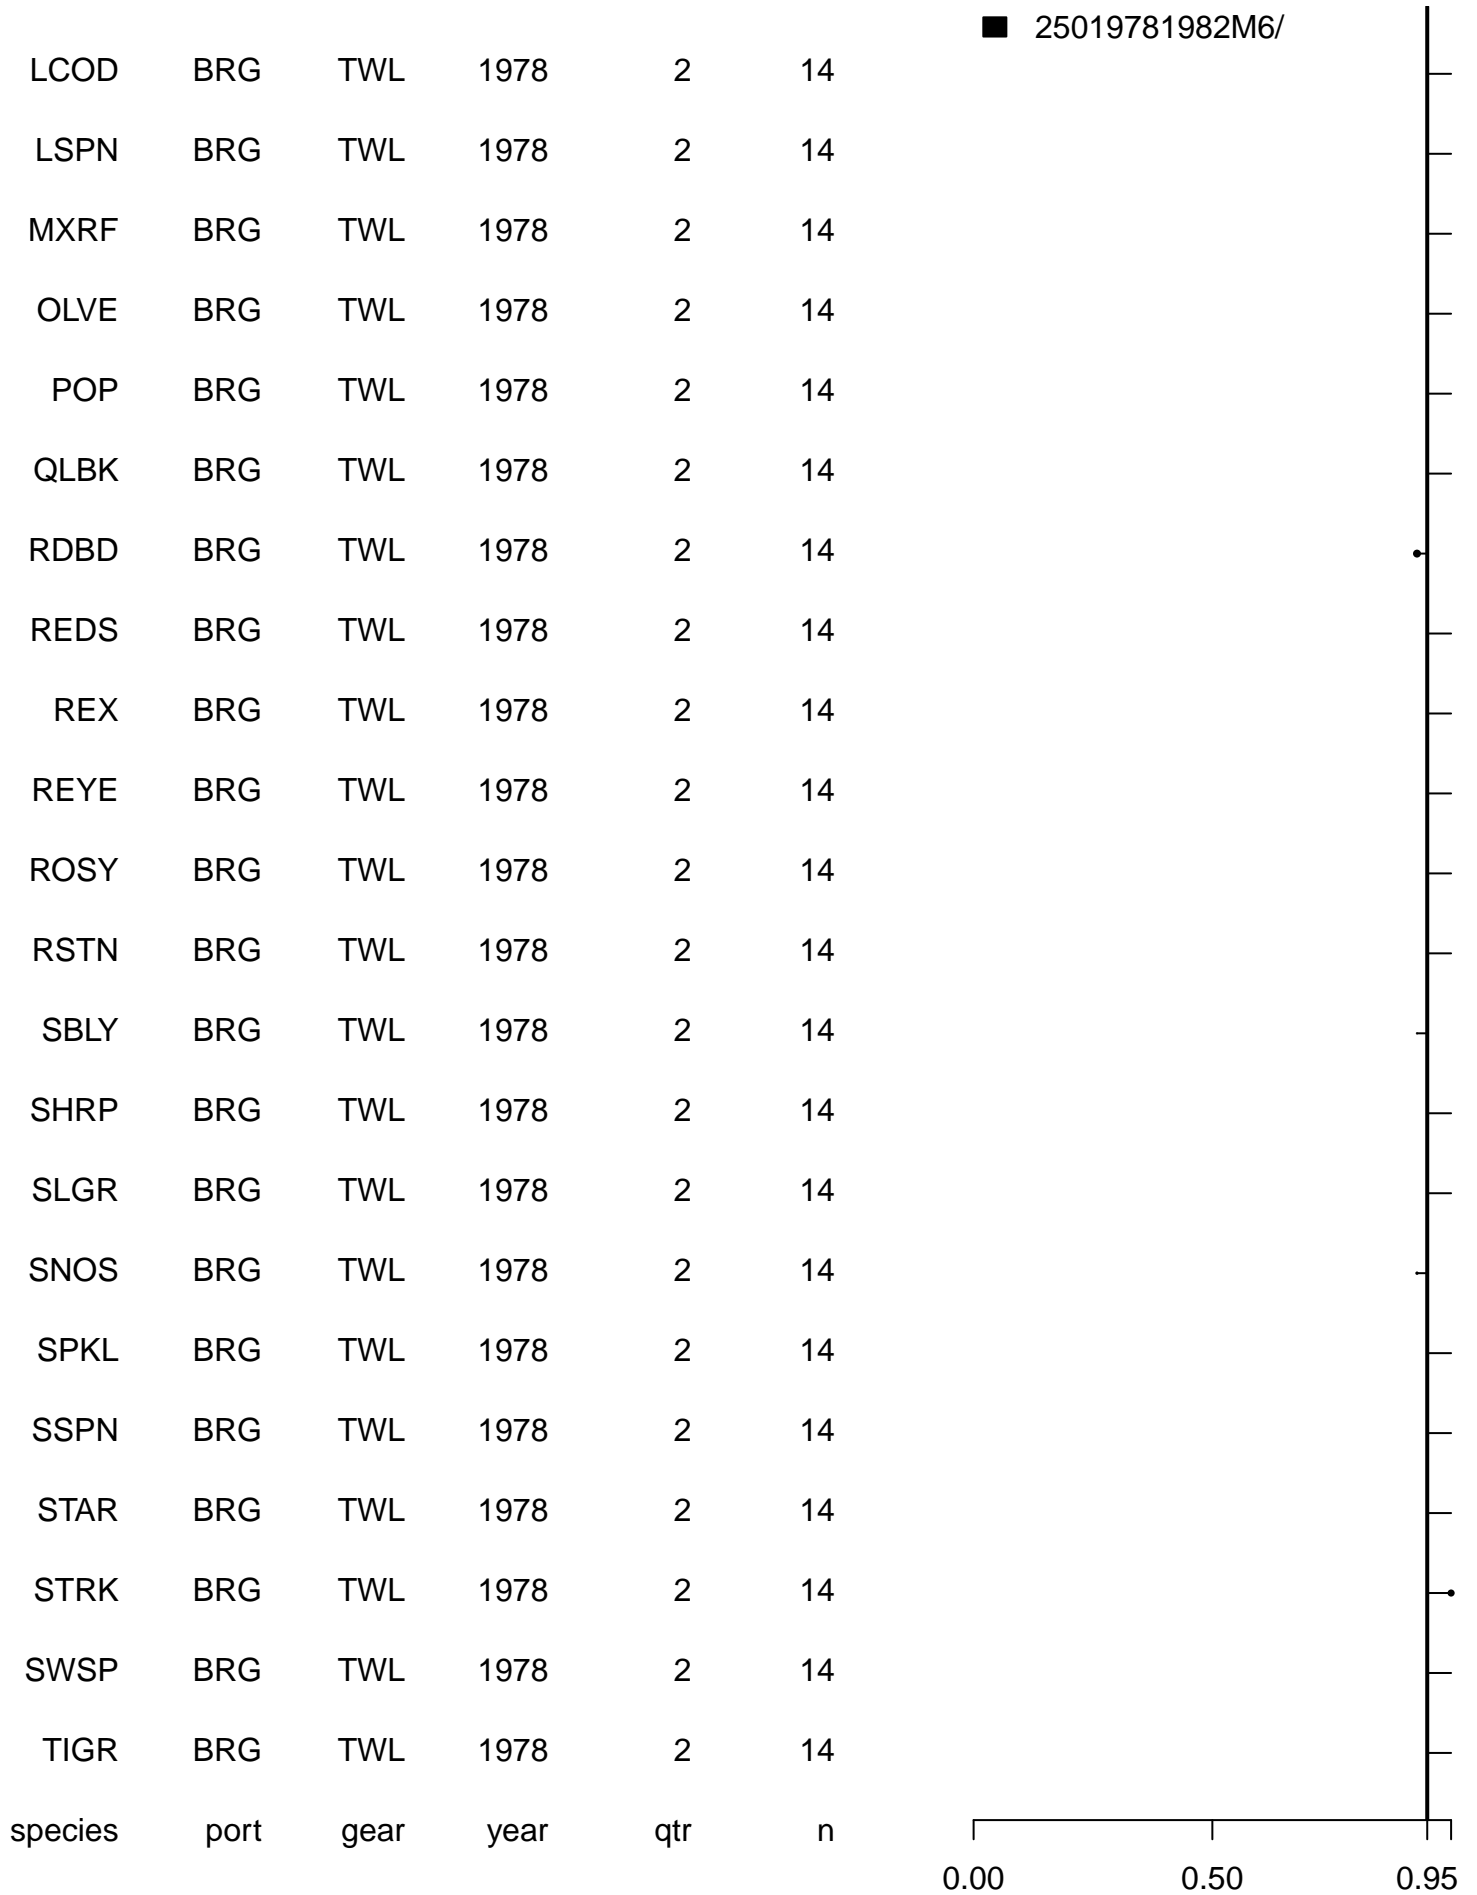 25019781982M6/
LCOD BRG TWL 1978 2 14
LSPN BRG TWL 1978 2 14
MXRF BRG TWL 1978 2 14
OLVE BRG TWL 1978 2 14
POP BRG TWL 1978 2 14
QLBK BRG TWL 1978 2 14
RDBD BRG TWL 1978 2 14
REDS BRG TWL 1978 2 14
REX BRG TWL 1978 2 14
REYE BRG TWL 1978 2 14
ROSY BRG TWL 1978 2 14
RSTN BRG TWL 1978 2 14
SBLY BRG TWL 1978 2 14
SHRP BRG TWL 1978 2 14
SLGR BRG TWL 1978 2 14
SNOS BRG TWL 1978 2 14
SPKL BRG TWL 1978 2 14
SSPN BRG TWL 1978 2 14
STAR BRG TWL 1978 2 14
STRK BRG TWL 1978 2 14
SWSP BRG TWL 1978 2 14
TIGR BRG TWL 1978 2 14
species port gear year qtr n
0.00 0.50 0.95